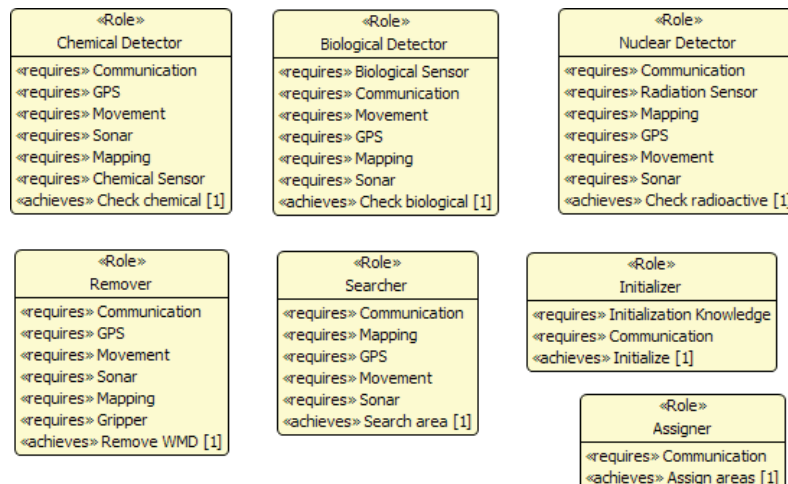 «Role»
Chemical Detector
«requires» Communication
«requires» GPS
«requires» Movement
«requires» Sonar
«requires» Mapping
«requires» Chemical Sensor
«achieves» Check chemical [1]
«Role»
Biological Detector
«requires» Biological Sensor
«requires» Communication
«requires» Movement
«requires» GPS
«requires» Mapping
«requires» Sonar
«achieves» Check biological [1]
«Role»
Nuclear Detector
«requires» Communication
«requires» Radiation Sensor
«requires» Mapping
«requires» GPS
«requires» Movement
«requires» Sonar
«achieves» Check radioactive [1]
«Role»
Remover
«requires» Communication
«requires» GPS
«requires» Movement
«requires» Sonar
«requires» Mapping
«requires» Gripper
«achieves» Remove WMD [1]
«Role»
Searcher
«requires» Communication
«requires» Mapping
«requires» GPS
«requires» Movement
«requires» Sonar
«achieves» Search area [1]
«Role»
Initializer
«requires» Initialization Knowledge
«requires» Communication
«achieves» Initialize [1]
«Role»
Assigner
«requires» Communication
«achieves» Assign areas [1]